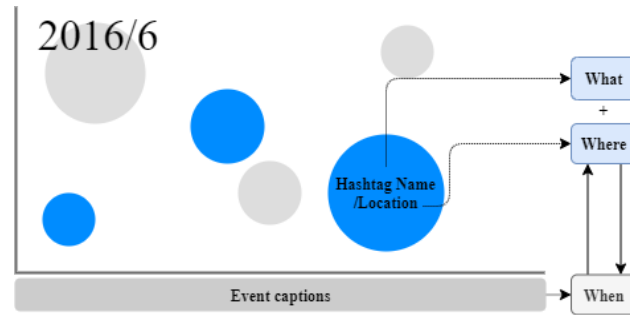 2016/6
What
+
Where
Hashtag Name
/Location
Event captions
When